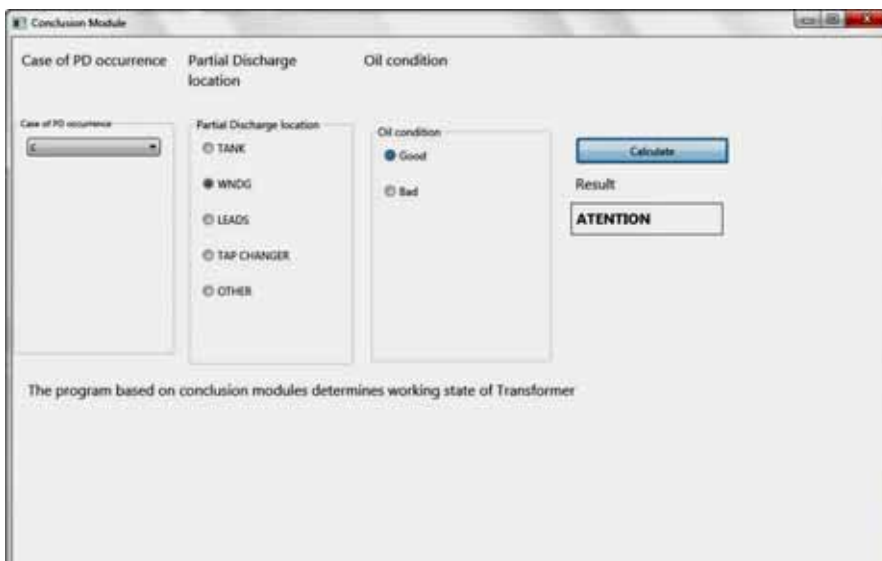 Conclusion Module
Case of PD occurrence
Partial Discharge
location
Oil condition
Case of PD occurrence
C
Partial Discharge location
TANK
WNDG
LEADS
TAP CHANGER
OTHER
Oil condition
Good
Bad
Calculate
Result
ATENTION
The program based on conclusion modules determines working state of Transformer